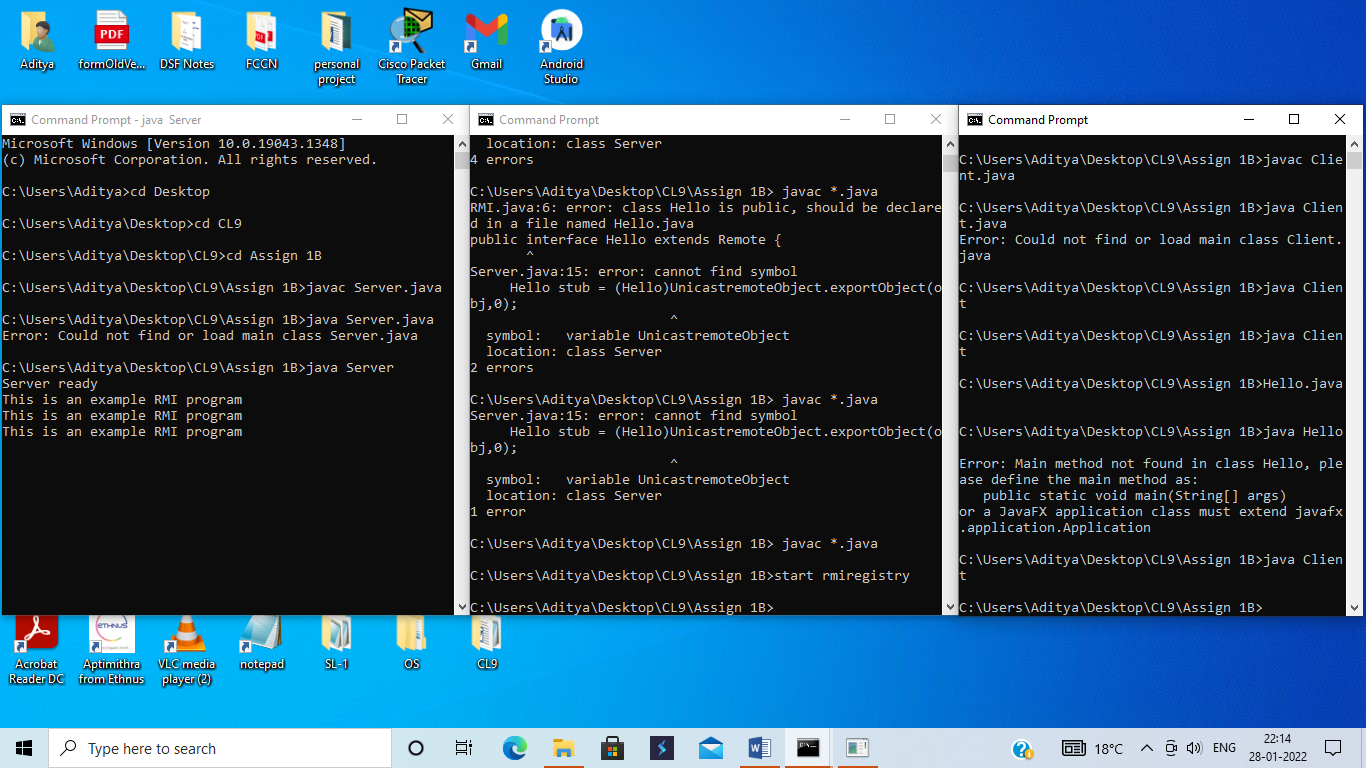 Aditya
formOldVe...
DSF Notes
FCCN
personal
project
Cisco Packet
Tracer
Gmail
Android
Studio
PDF
Command Prompt - java  Server
Microsoft Windows [Version 10.0.19043.1348]
(c) Microsoft Corporation. All rights reserved.
C:\Users\Aditya>cd Desktop
C:\Users\Aditya\Desktop>cd CL9
C:\Users\Aditya\Desktop\CL9>cd Assign 1B
C:\Users\Aditya\Desktop\CL9\Assign 1B>javac Server.java
C:\Users\Aditya\Desktop\CL9\Assign 1B>java Server.java
Error: Could not find or load main class Server.java
C:\Users\Aditya\Desktop\CL9\Assign 1B>java Server
Server ready
This is an example RMI program
This is an example RMI program
This is an example RMI program
Command Prompt
  location: class Server
4 errors
C:\Users\Aditya\Desktop\CL9\Assign 1B> javac *.java
RMI.java:6: error: class Hello is public, should be declare
d in a file named Hello.java
public interface Hello extends Remote {
       ^
Server.java:15: error: cannot find symbol
     Hello stub = (Hello)UnicastremoteObject.exportObject(o
bj,0);
                         ^
  symbol:   variable UnicastremoteObject
  location: class Server
2 errors
C:\Users\Aditya\Desktop\CL9\Assign 1B> javac *.java
Server.java:15: error: cannot find symbol
     Hello stub = (Hello)UnicastremoteObject.exportObject(o
bj,0);
                         ^
  symbol:   variable UnicastremoteObject
  location: class Server
1 error
C:\Users\Aditya\Desktop\CL9\Assign 1B> javac *.java
C:\Users\Aditya\Desktop\CL9\Assign 1B>start rmiregistry
C:\Users\Aditya\Desktop\CL9\Assign 1B>
Command Prompt
C:\Users\Aditya\Desktop\CL9\Assign 1B>javac Clie
nt.java
C:\Users\Aditya\Desktop\CL9\Assign 1B>java Clien
t.java
Error: Could not find or load main class Client.
java
C:\Users\Aditya\Desktop\CL9\Assign 1B>java Clien
t
C:\Users\Aditya\Desktop\CL9\Assign 1B>java Clien
t
C:\Users\Aditya\Desktop\CL9\Assign 1B>Hello.java
C:\Users\Aditya\Desktop\CL9\Assign 1B>java Hello
Error: Main method not found in class Hello, ple
ase define the main method as:
   public static void main(String[] args)
or a JavaFX application class must extend javafx
.application.Application
C:\Users\Aditya\Desktop\CL9\Assign 1B>java Clien
t
C:\Users\Aditya\Desktop\CL9\Assign 1B>
ETHNUS
Acrobat
Reader DC
Aptimithra
from Ethnus
VLC media
player (2)
notepad
SL-1
OS
CL9
Type here to search
18°C
ENG
22:14
28-01-2022